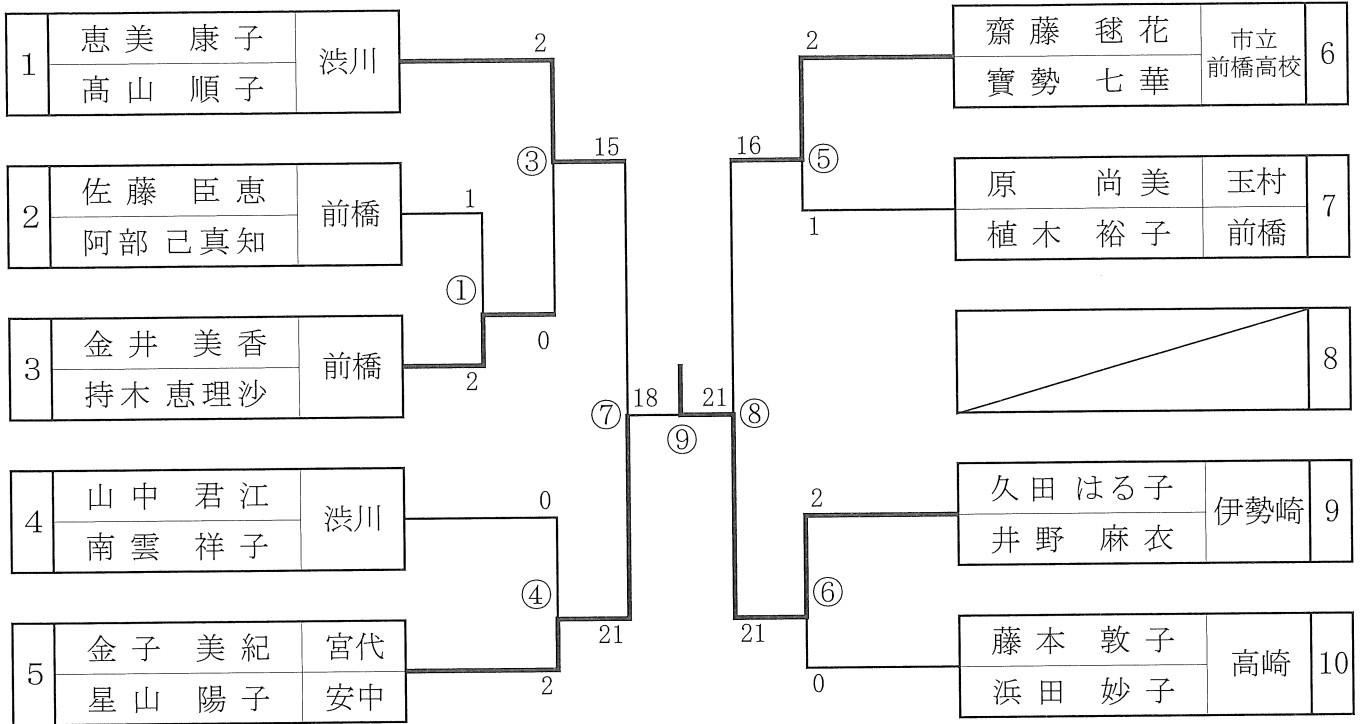 1 恵美 康子 渋川
髙山 順子
2 佐藤 臣恵 前橋
阿部 己真知
3 金井 美香 前橋
持木 恵理沙
4 山中 君江 渋川
南雲 祥子
5 金子 美紀 宮代
星山 陽子 安中
2
③ 15
1
①
0
2
⑦ 18
0
④
21
2
⑨
2
16 ⑤
1
21 ⑧
2
⑥
21
0
齋藤 毬花 市立前橋高校 6
寶勢 七華
原 尚美 玉村 7
植木 裕子 前橋
8
久田 はる子 伊勢崎 9
井野 麻衣
藤本 敦子 高崎 10
浜田 妙子